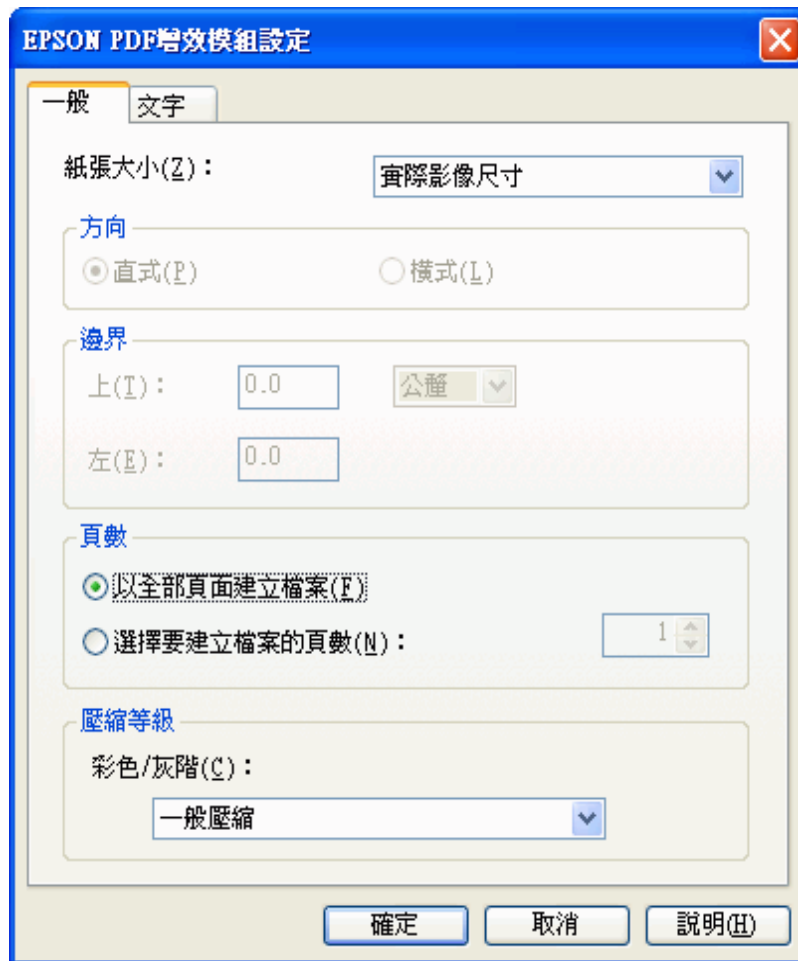 EPSON PDF增效模組設定
一般 文字
紙張大小(Z)： 實際影像尺寸
方向
直式(P) 橫式(L)
邊界
上(T)： 0.0 公釐
左(E)： 0.0
頁數
以全部頁面建立檔案(F)
選擇要建立檔案的頁數(N)： 1
壓縮等級
彩色/灰階(C)：
一般壓縮
確定 取消 說明(H)